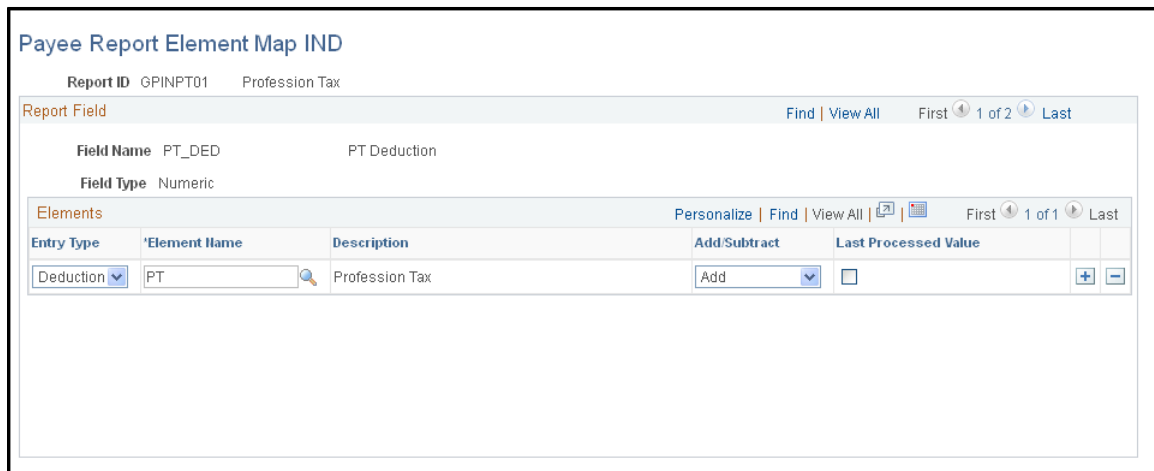 Payee Report Element Map IND
Report ID GPINPT01 Profession Tax
Report Field Find | View All First 1 of 2 Last
Field Name PT_DED PT Deduction
Field Type Numeric
Elements Personalize | Find | View All | | First 1 of 1 Last
Entry Type *Element Name Description Add/Subtract Last Processed Value
Deduction PT Profession Tax Add